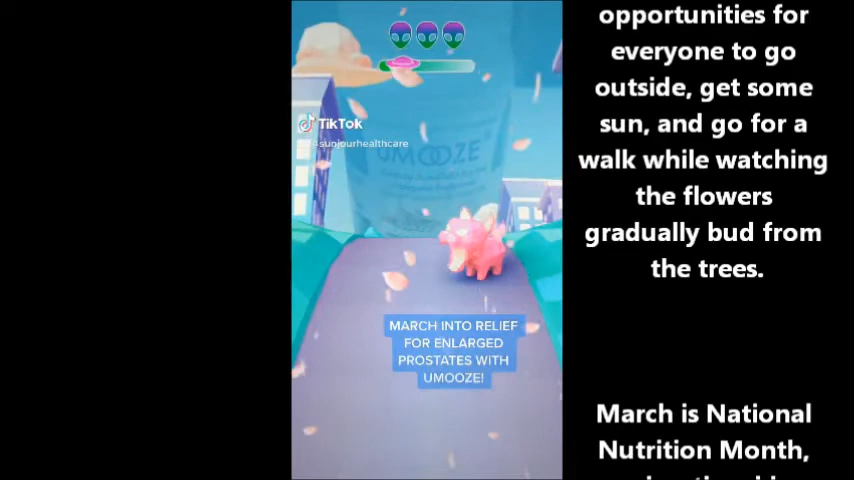 TikTok
sunjourhealthcare
UMOOZE
MARCH INTO RELIEF
FOR ENLARGED
PROSTATES WITH
UMOOZE!
opportunities for
everyone to go
outside, get some
sun, and go for a
walk while watching
the flowers
gradually bud from
the trees.
March is National
Nutrition Month,